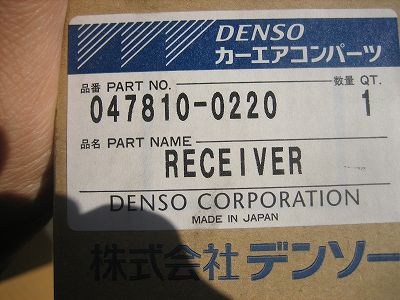 DENSO
カーエアコンパーツ
品番 PART NO. 数量 QT.
047810-0220 1
品名 PART NAME
RECEIVER
DENSO CORPORATION
MADE IN JAPAN
株式会社 デンソー